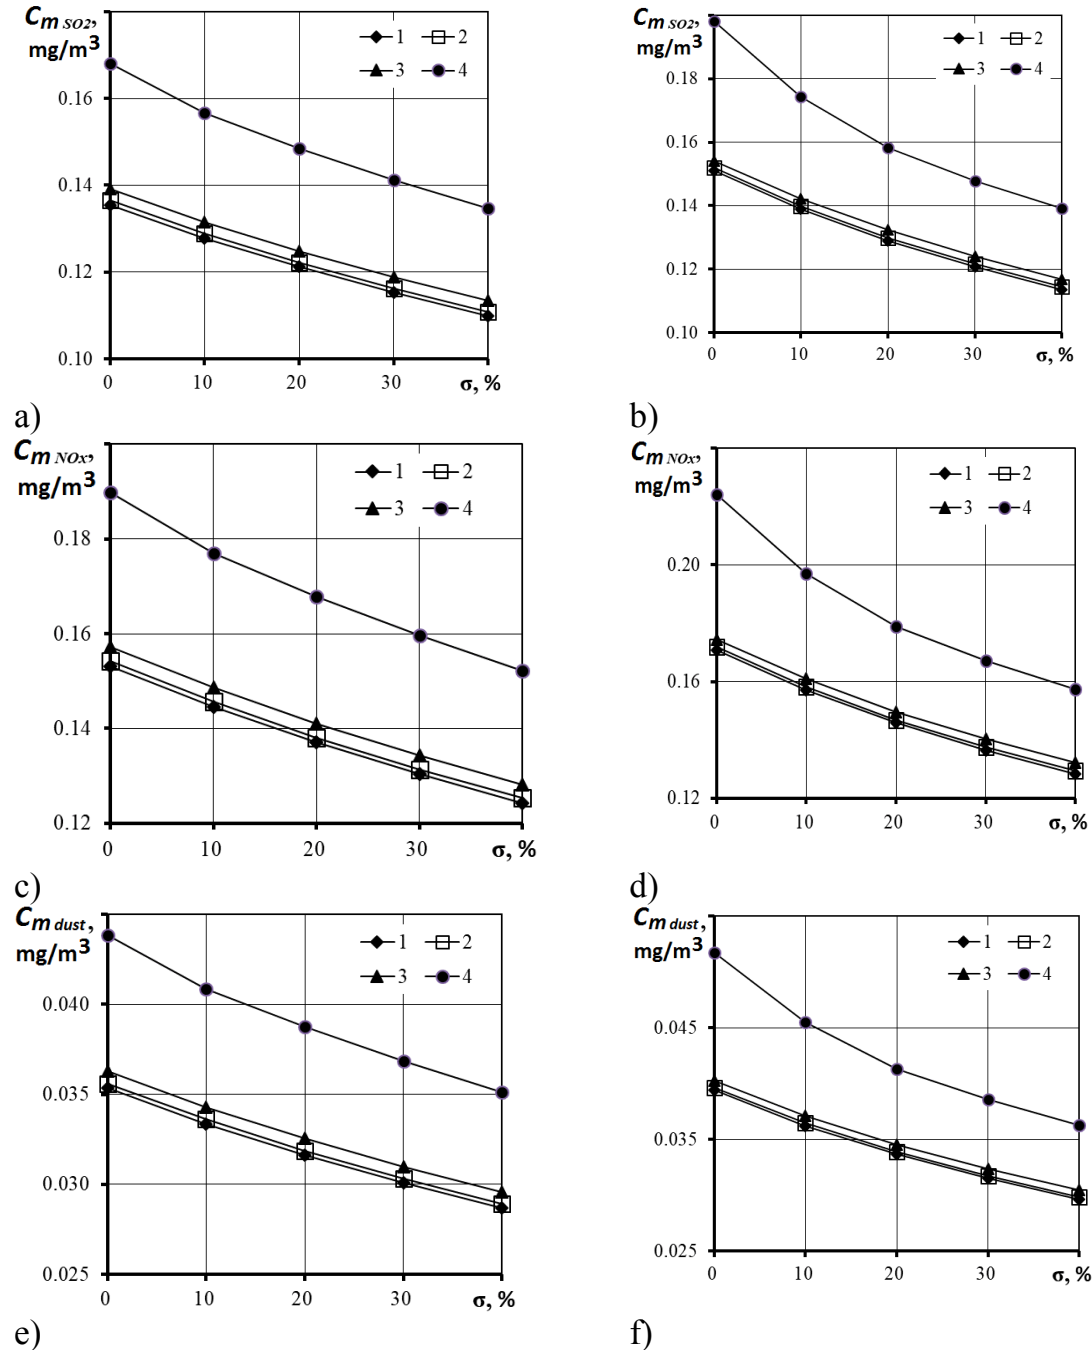 Cm SO2, mg/m³
1 2
3 4
0.16
0.14
0.12
0.10
0 10 20 30 σ, %
a)
Cm SO2, mg/m³
1 2
3 4
0.18
0.16
0.14
0.12
0.10
0 10 20 30 σ, %
b)
Cm NOx, mg/m³
1 2
3 4
0.18
0.16
0.14
0.12
0 10 20 30 σ, %
c)
Cm NOx, mg/m³
1 2
3 4
0.20
0.16
0.12
0 10 20 30 σ, %
d)
Cm dust, mg/m³
1 2
3 4
0.040
0.035
0.030
0.025
0 10 20 30 σ, %
e)
Cm dust, mg/m³
1 2
3 4
0.045
0.035
0.025
0 10 20 30 σ, %
f)